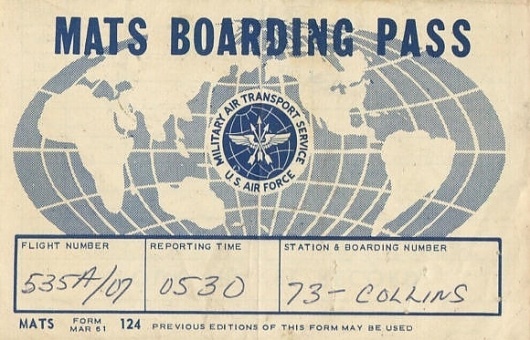 MATS BOARDING PASS
MILITARY AIR TRANSPORT SERVICE
U.S. AIR FORCE
FLIGHT NUMBER REPORTING TIME STATION & BOARDING NUMBER
535A/07 0530 73- COLLINS
MATS FORM MAR 61 124 PREVIOUS EDITIONS OF THIS FORM MAY BE USED